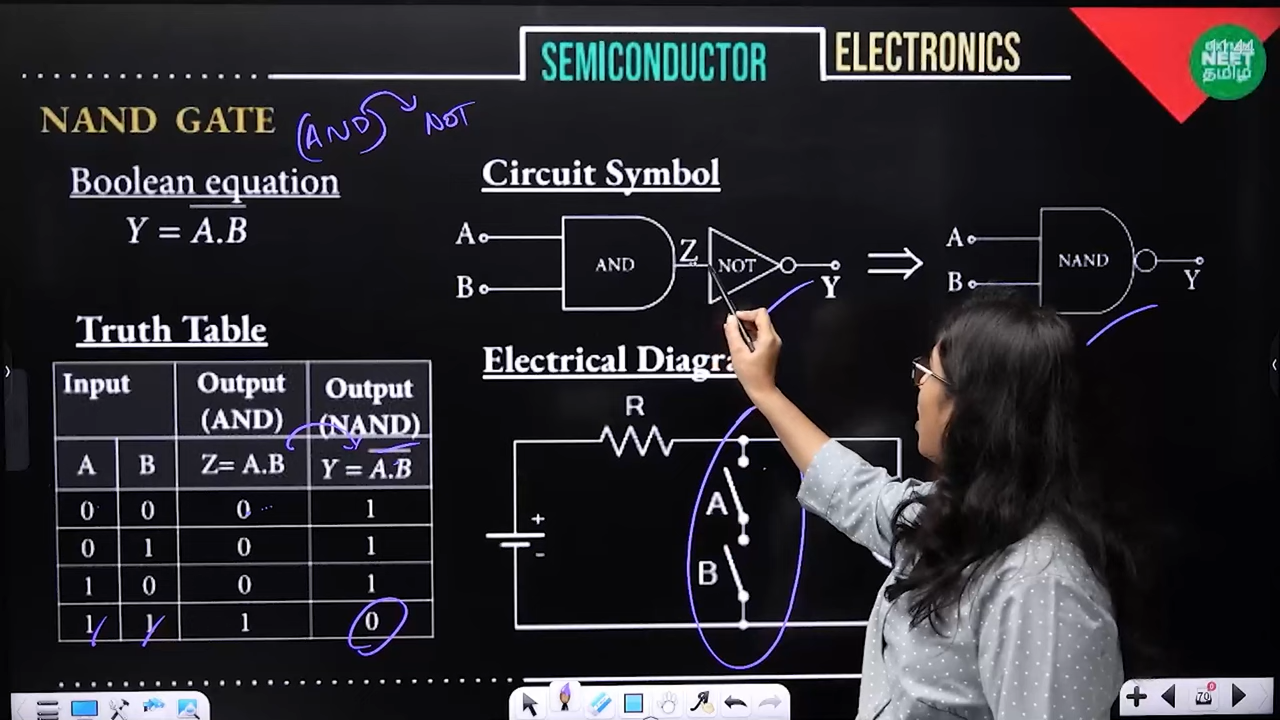 SEMICONDUCTOR ELECTRONICS
NEET
தமிழ்
NAND GATE (AND) NOT
Boolean equation
Y = A̅.̅B̅
Circuit Symbol
A
B
AND
Z
NOT
Y
⇒
A
B
NAND
Y
Truth Table
Input Output (AND) Output (NAND)
A B Z= A.B Y = A̅.̅B̅
0 0 0 1
0 1 0 1
1 0 0 1
1 1 1 0
Electrical
R
+
-
A
B
79